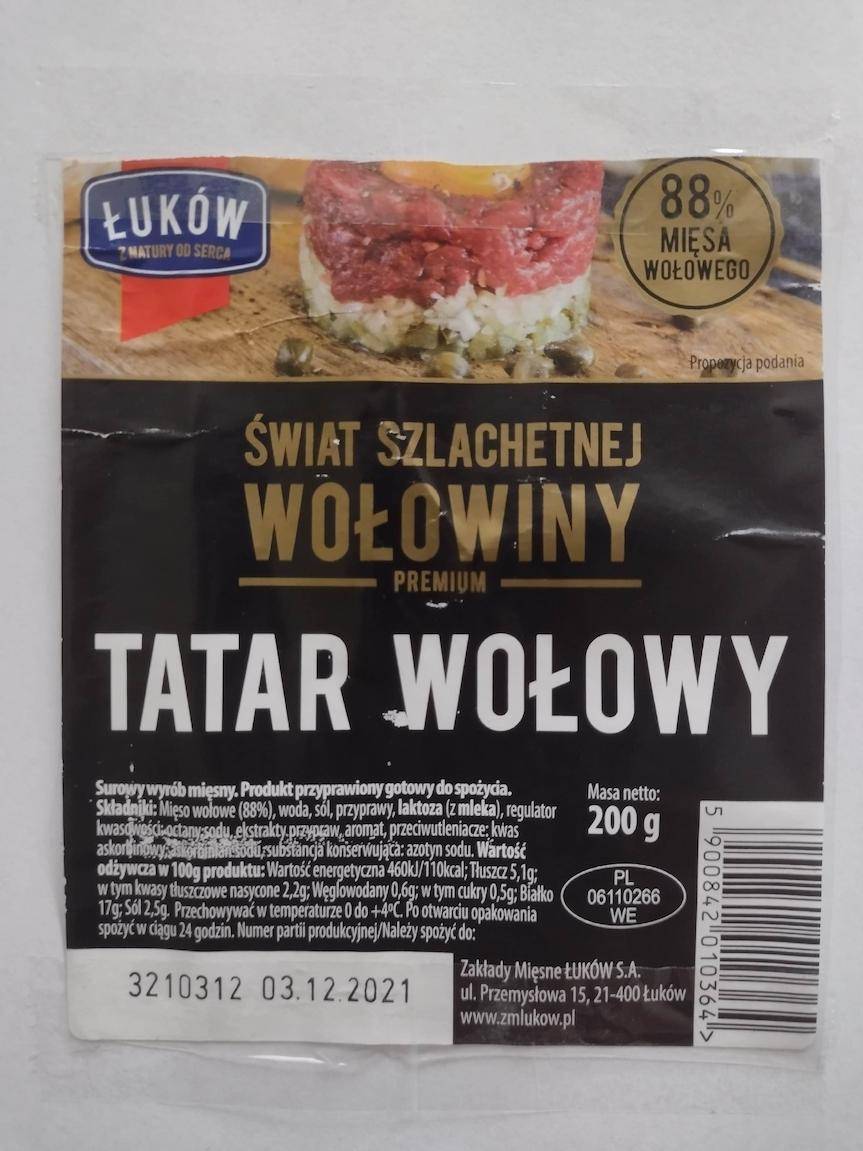 ŁUKÓW
Z NATURY OD SERCA
88%
MIĘSA
WOŁOWEGO
Propozycja podania
ŚWIAT SZLACHETNEJ
WOŁOWINY
PREMIUM
TATAR WOŁOWY
Surowy wyrób mięsny. Produkt przyprawiony gotowy do spożycia.
Składniki: Mięso wołowe (88%), woda, sól, przyprawy, laktoza (z mleka), regulator
kwasowości: octany sodu, ekstrakty przypraw, aromat, przeciwutleniacze: kwas
askorbinowy, askorbinian sodu, substancja konserwująca: azotyn sodu. Wartość
odżywcza w 100g produktu: Wartość energetyczna 460kJ/110kcal; Tłuszcz 5,1g;
w tym kwasy tłuszczowe nasycone 2,2g; Węglowodany 0,6g; w tym cukry 0,5g; Białko
17g; Sól 2,5g. Przechowywać w temperaturze 0 do +4ºC. Po otwarciu opakowania
spożyć w ciągu 24 godzin. Numer partii produkcyjnej/Należy spożyć do:
Masa netto:
200 g
PL
06110266
WE
5 900842 010364 >
3210312 03.12.2021
Zakłady Mięsne ŁUKÓW S.A.
ul. Przemysłowa 15, 21-400 Łuków
www.zmlukow.pl